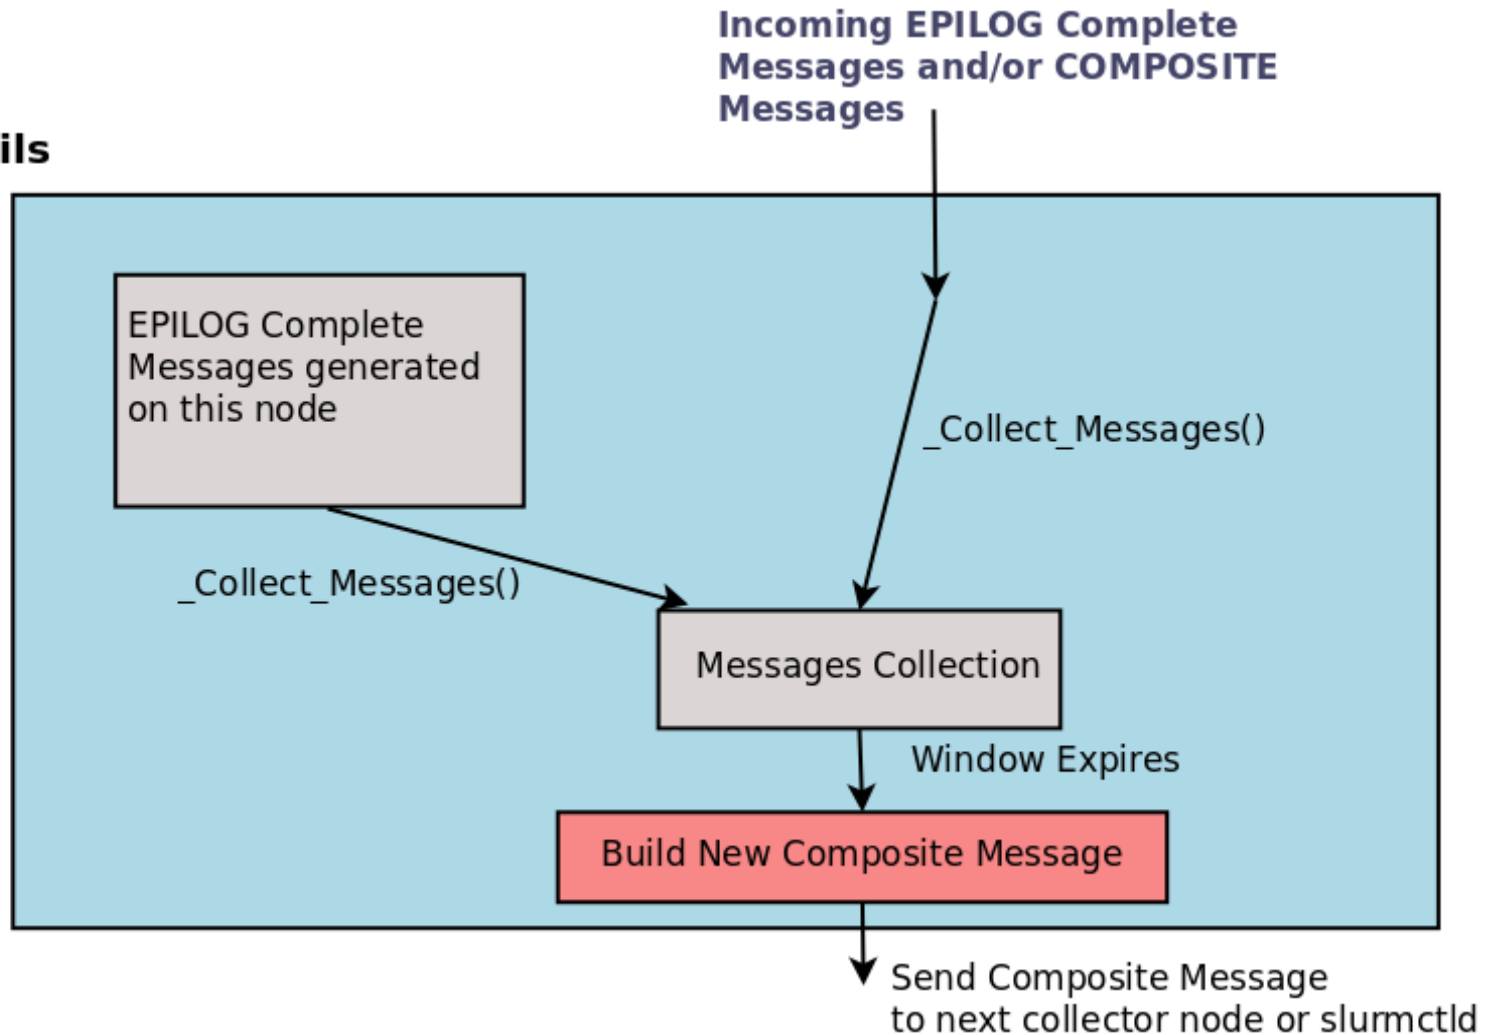 Incoming EPILOG Complete
Messages and/or COMPOSITE
Messages
ils
EPILOG Complete
Messages generated
on this node
_Collect_Messages()
_Collect_Messages()
Messages Collection
Window Expires
Build New Composite Message
Send Composite Message
to next collector node or slurmctld